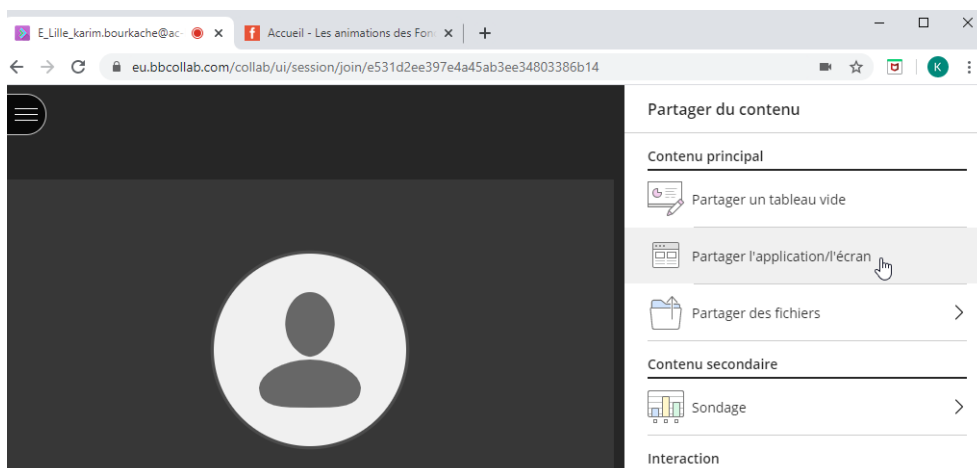 E_Lille_karim.bourkache@ac-
Accueil - Les animations des Fon
eu.bbcollab.com/collab/ui/session/join/e531d2ee397e4a45ab3ee34803386b14
K
Partager du contenu
Contenu principal
Partager un tableau vide
Partager l'application/l'écran
Partager des fichiers
Contenu secondaire
Sondage
Interaction